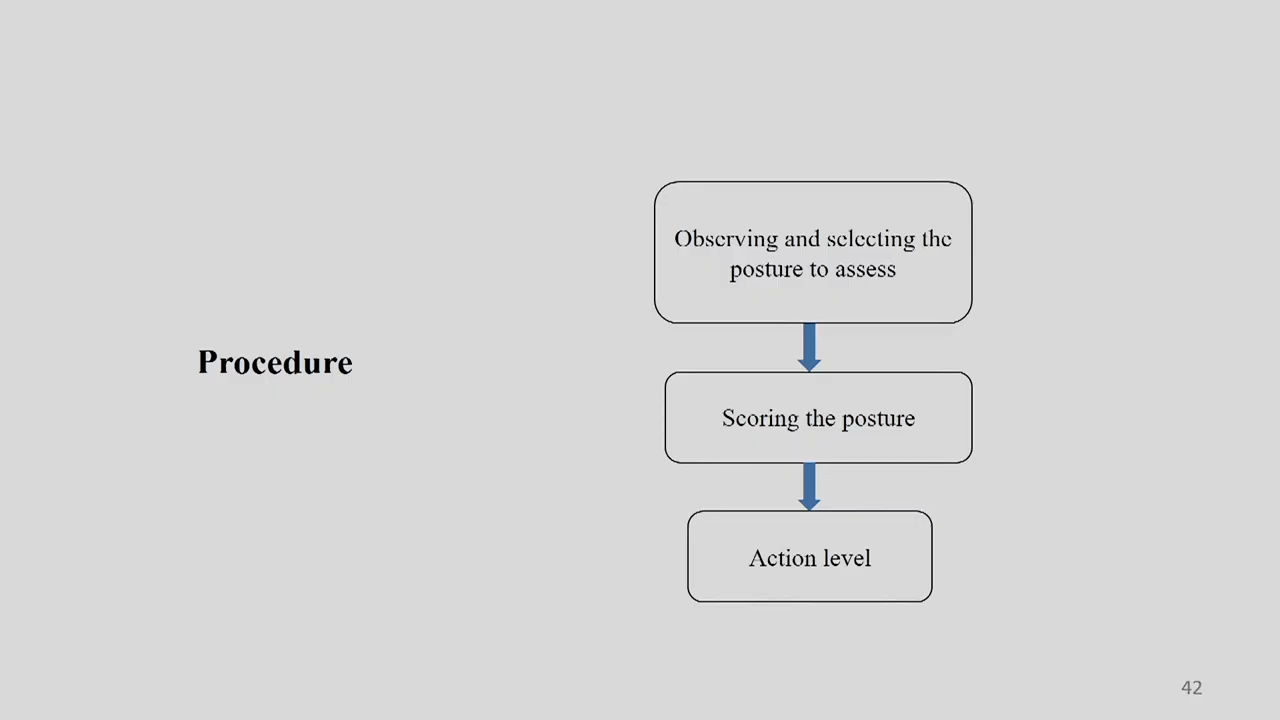 Procedure
Observing and selecting the
posture to assess
Scoring the posture
Action level
42